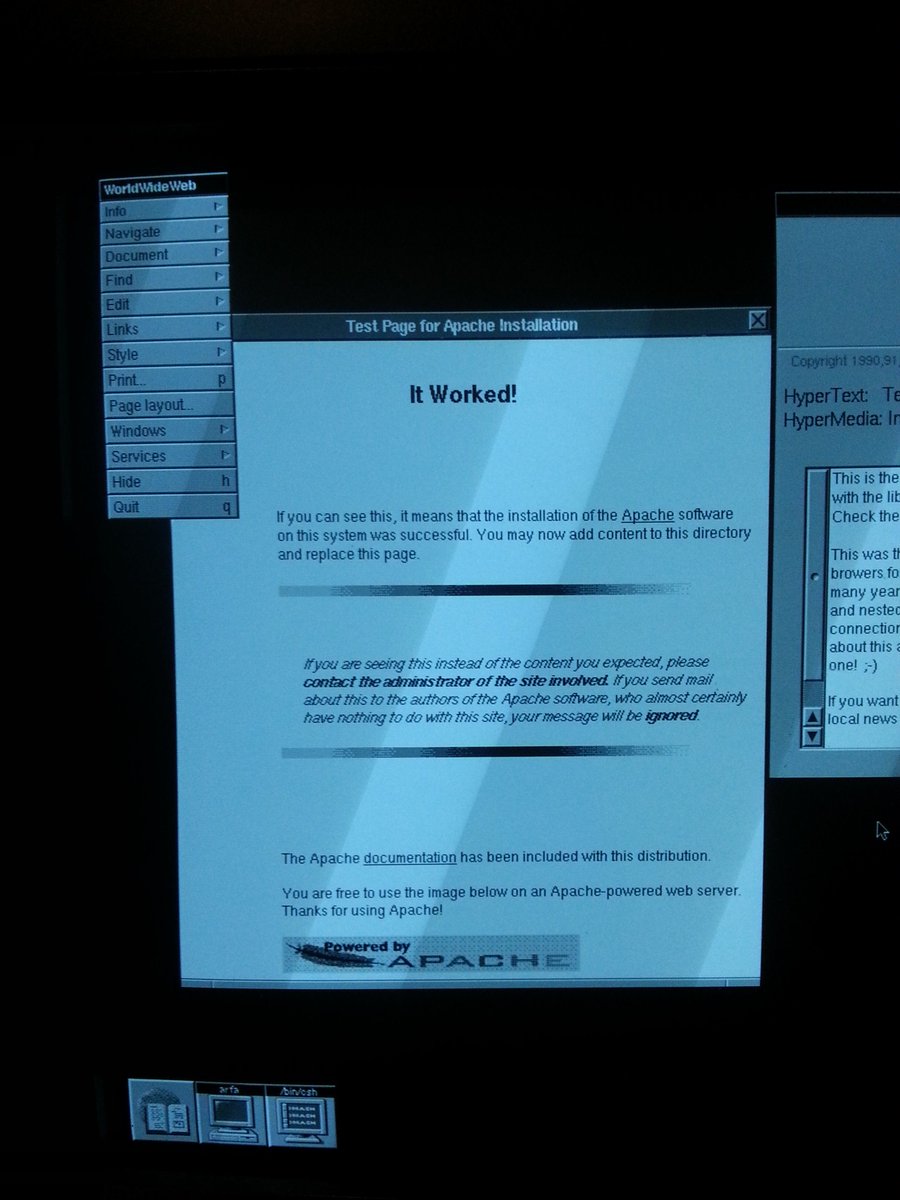 WorldWideWeb
Info
Navigate
Document
Find
Edit
Links
Style
Print... p
Page layout...
Windows
Services
Hide h
Quit q
Test Page for Apache Installation
It Worked!
If you can see this, it means that the installation of the Apache software
on this system was successful. You may now add content to this directory
and replace this page.
If you are seeing this instead of the content you expected, please
contact the administrator of the site involved. If you send mail
about this to the authors of the Apache software, who almost certainly
have nothing to do with this site, your message will be ignored.
The Apache documentation has been included with this distribution.
You are free to use the image below on an Apache-powered web server.
Thanks for using Apache!
Powered by
APACHE
Copyright 1990,91,
HyperText: Te
HyperMedia: In
This is the
with the lib
Check the
This was th
browers fo
many year
and nested
connection
about this a
one! ;-)
If you want
local news
arfa
/bin/csh